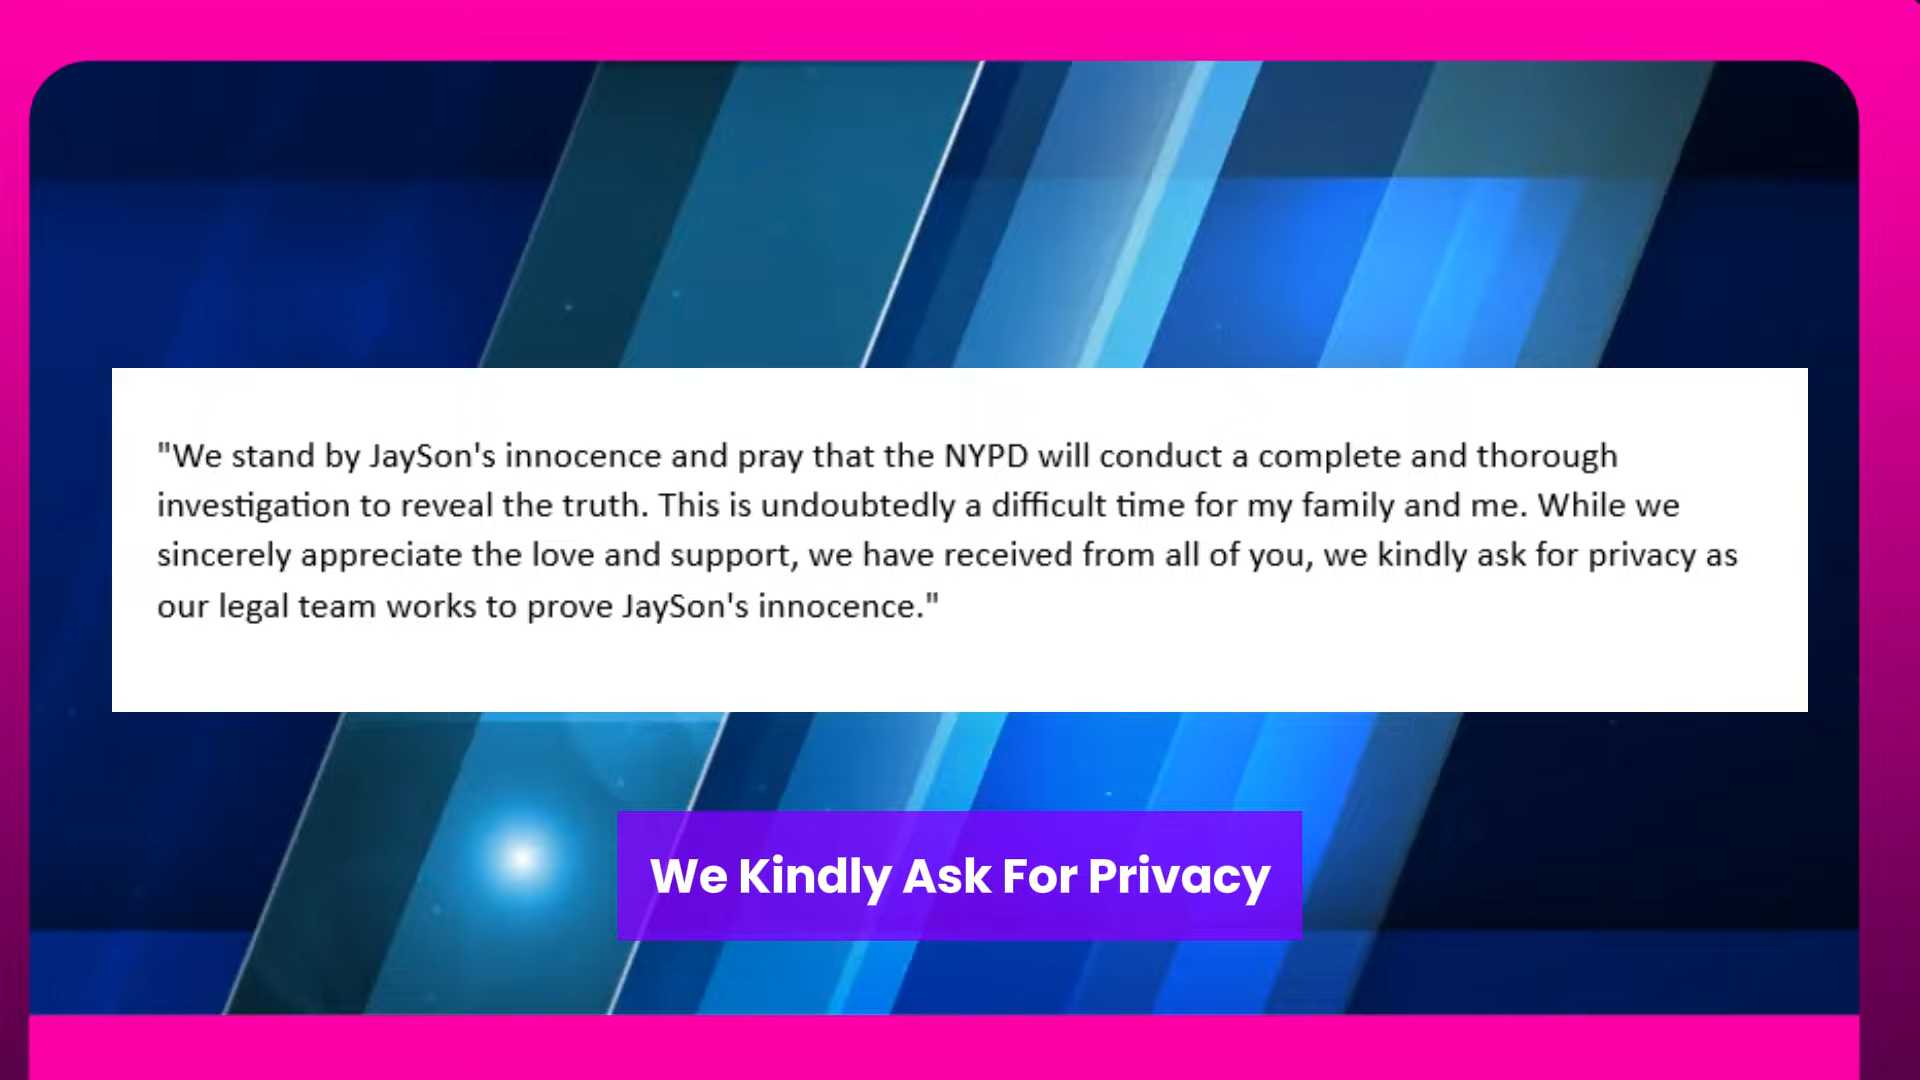 "We stand by JaySon's innocence and pray that the NYPD will conduct a complete and thorough
investigation to reveal the truth. This is undoubtedly a difficult time for my family and me. While we
sincerely appreciate the love and support, we have received from all of you, we kindly ask for privacy as
our legal team works to prove JaySon's innocence."
We Kindly Ask For Privacy